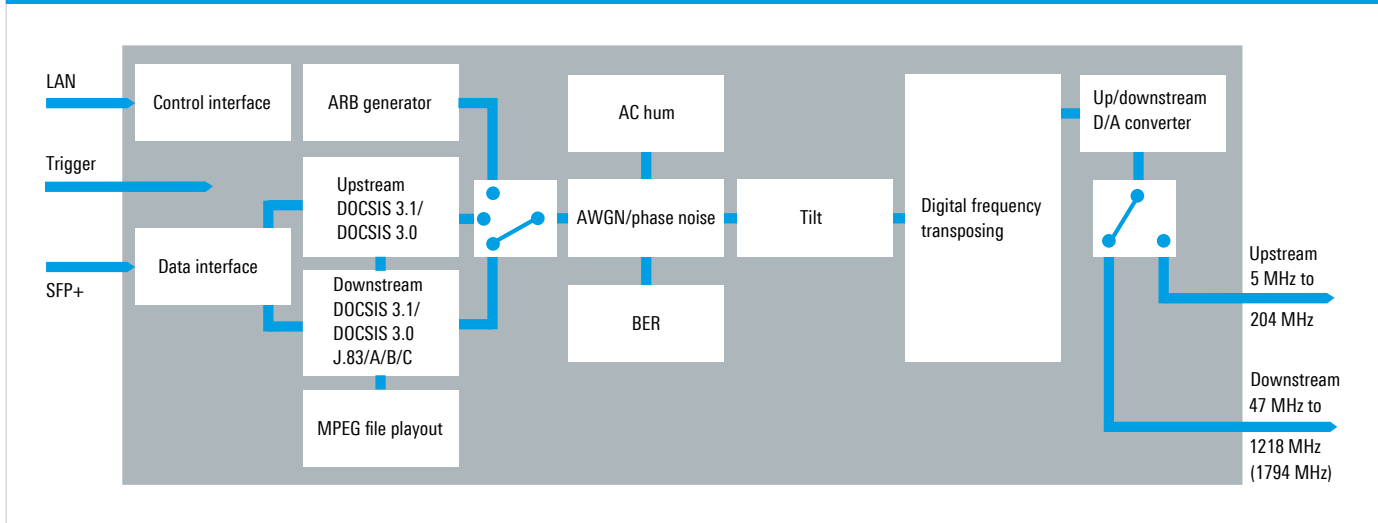 LAN
Trigger
SFP+
Control interface
Data interface
ARB generator
Upstream
DOCSIS 3.1/
DOCSIS 3.0
Downstream
DOCSIS 3.1/
DOCSIS 3.0
J.83/A/B/C
MPEG file playout
AC hum
AWGN/phase noise
BER
Tilt
Digital frequency
transposing
Up/downstream
D/A converter
Upstream
5 MHz to
204 MHz
Downstream
47 MHz to
1218 MHz
(1794 MHz)